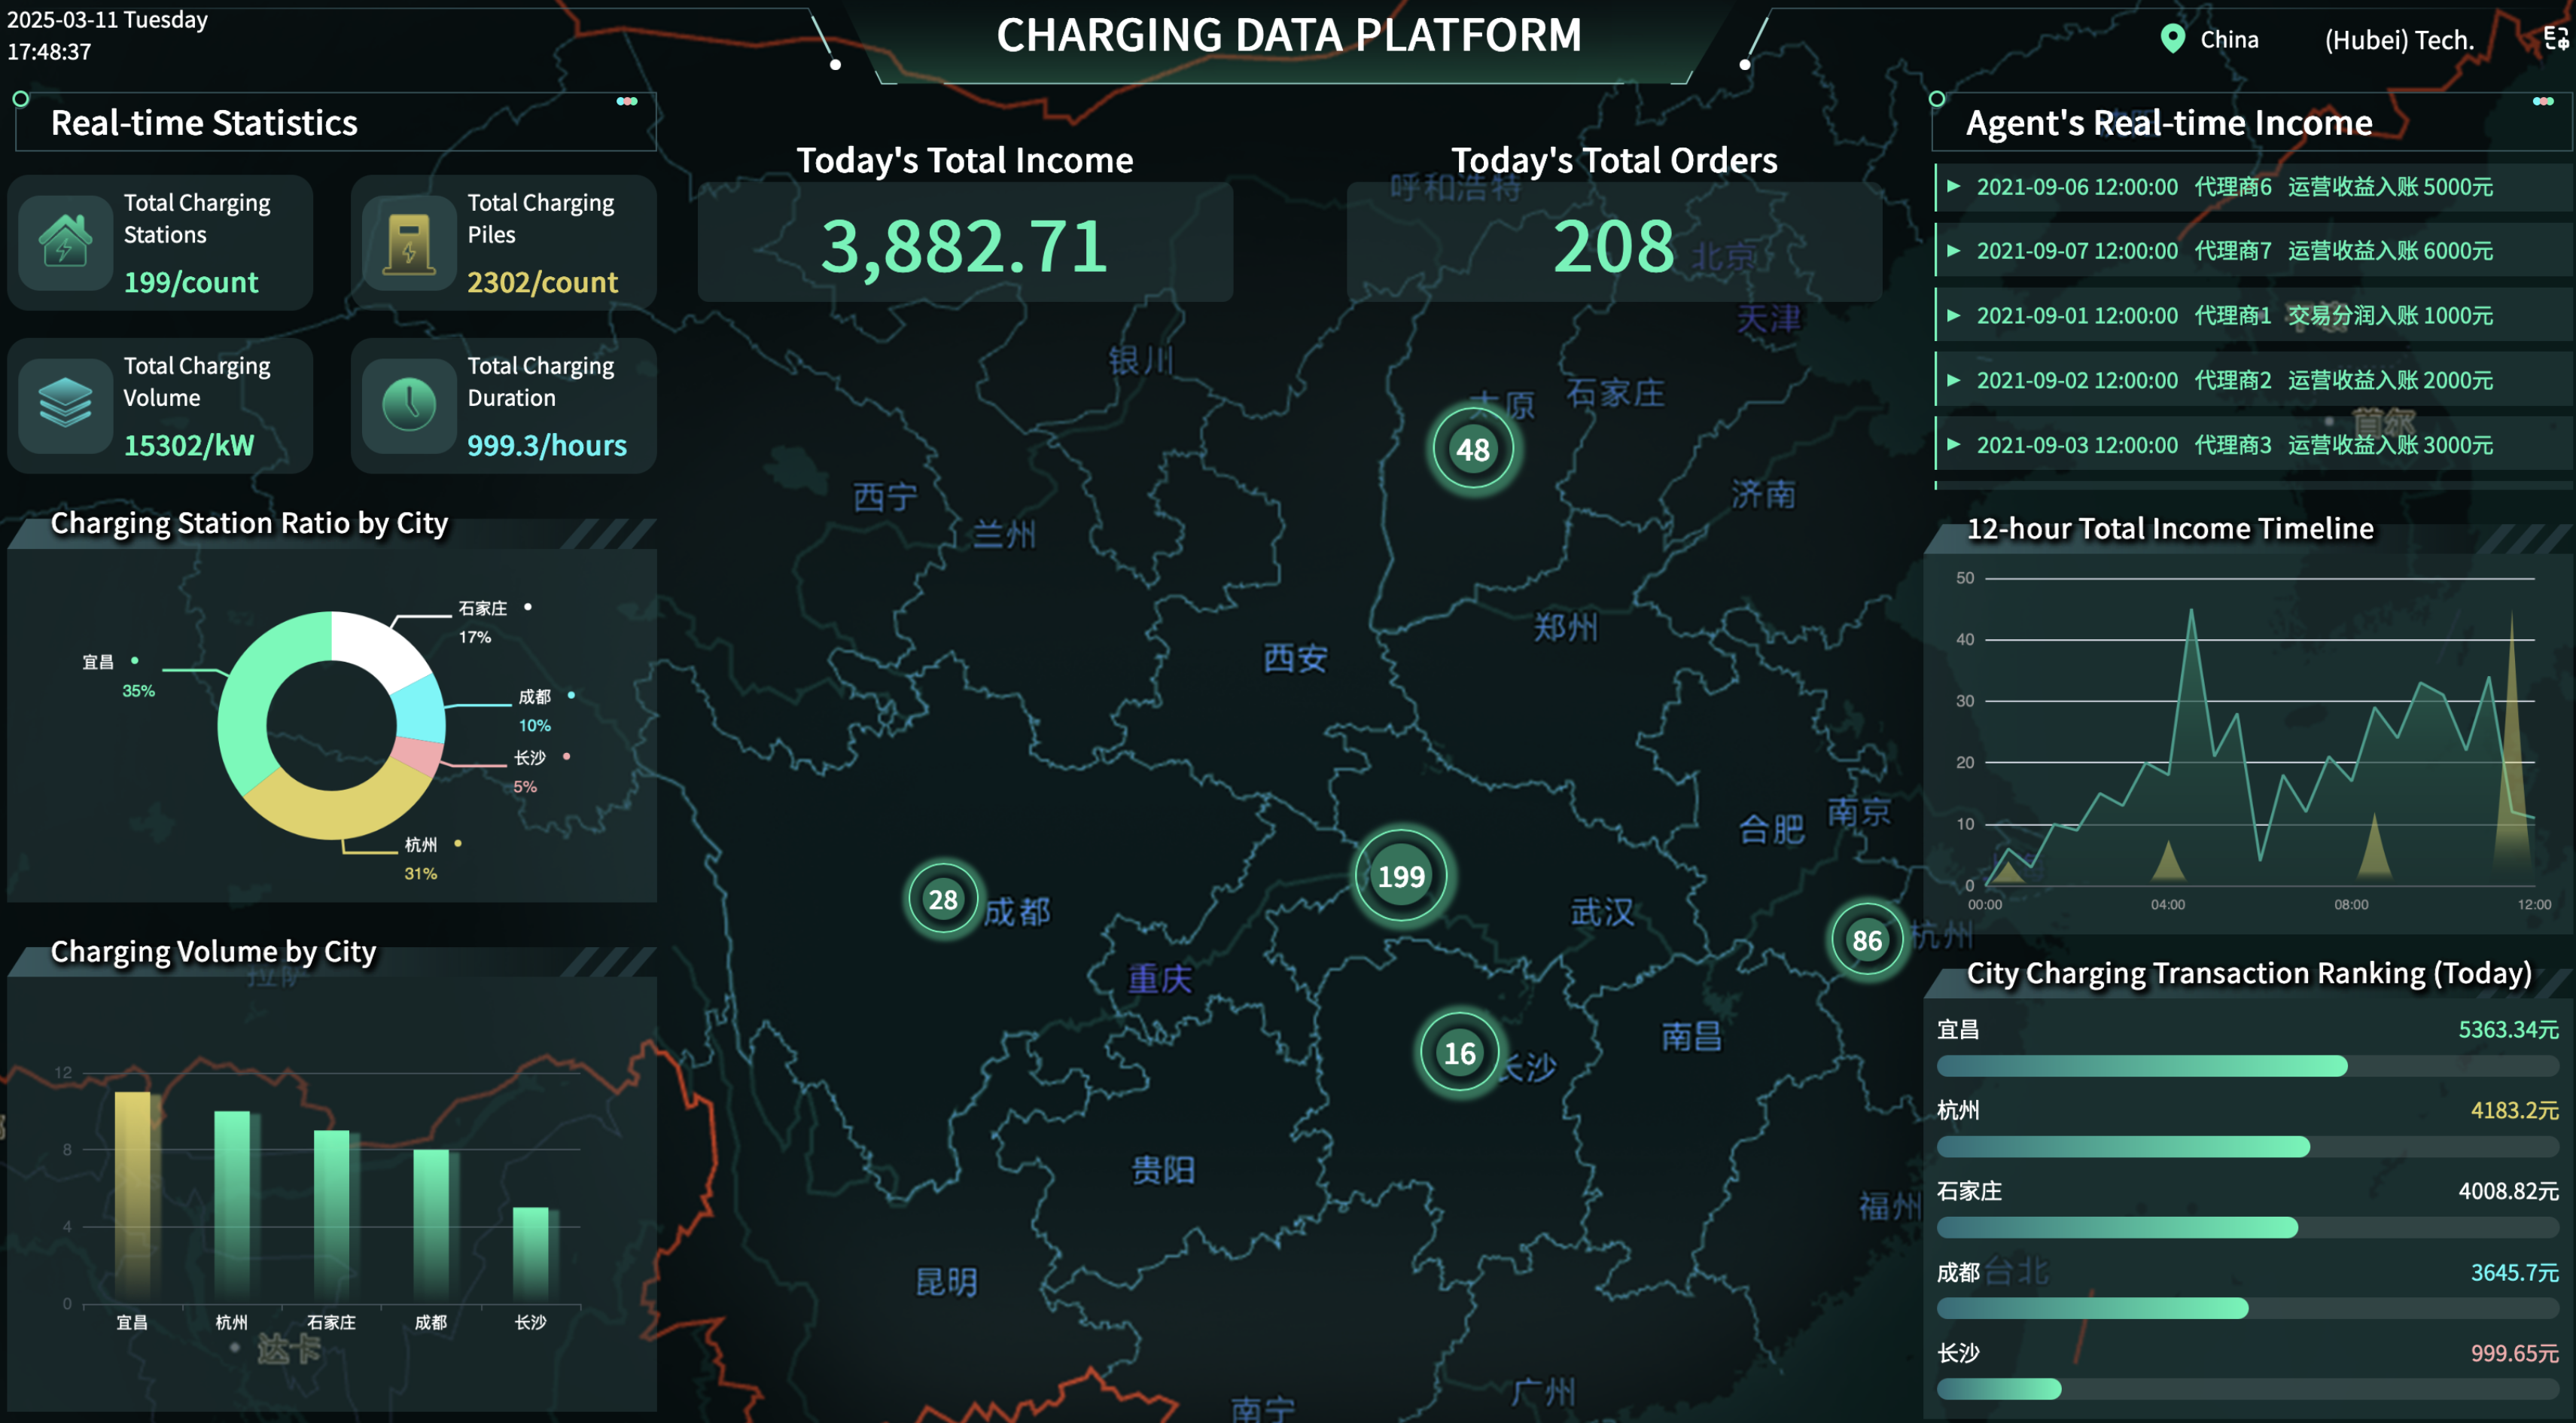 2025-03-11 Tuesday
17:48:37
CHARGING DATA PLATFORM
China
(Hubei) Tech.
Real-time Statistics
Total Charging
Stations
199/count
Total Charging
Piles
2302/count
Total Charging
Volume
15302/kW
Total Charging
Duration
999.3/hours
Charging Station Ratio by City
石家庄
17%
宜昌
35%
成都
10%
长沙
5%
杭州
31%
Charging Volume by City
拉萨
12
8
4
0
宜昌 杭州 石家庄 成都 长沙
达卡
Today's Total Income
3,882.71
Today's Total Orders
208
呼和浩特
北京
天津
银川
石家庄
太原
48
西宁
济南
兰州
郑州
西安
南京
合肥
199
28
成都
武汉
86
杭州
重庆
南昌
16
长沙
贵阳
福州
昆明
广州
南宁
Agent's Real-time Income
2021-09-06 12:00:00 代理商6 运营收益入账 5000元
2021-09-07 12:00:00 代理商7 运营收益入账 6000元
2021-09-01 12:00:00 代理商1 交易分润入账 1000元
2021-09-02 12:00:00 代理商2 运营收益入账 2000元
首尔
2021-09-03 12:00:00 代理商3 运营收益入账 3000元
12-hour Total Income Timeline
50
40
30
20
10
0
00:00 04:00 08:00 12:00
City Charging Transaction Ranking (Today)
宜昌 5363.34元
杭州 4183.2元
石家庄 4008.82元
成都 3645.7元
台北
长沙 999.65元